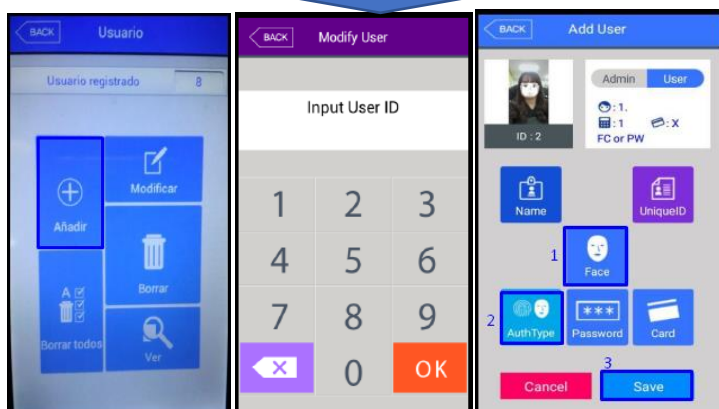 BACK Usuario
Usuario registrado 8
Añadir
Modificar
Borrar
A
Borrar todos
Ver
BACK Modify User
Input User ID
1 2 3
4 5 6
7 8 9
0 OK
BACK Add User
Admin User
: 1.
: 1 : X
FC or PW
ID : 2
Name
UniqueID
1
Face
2
AuthType
***
Password
Card
3
Cancel
Save